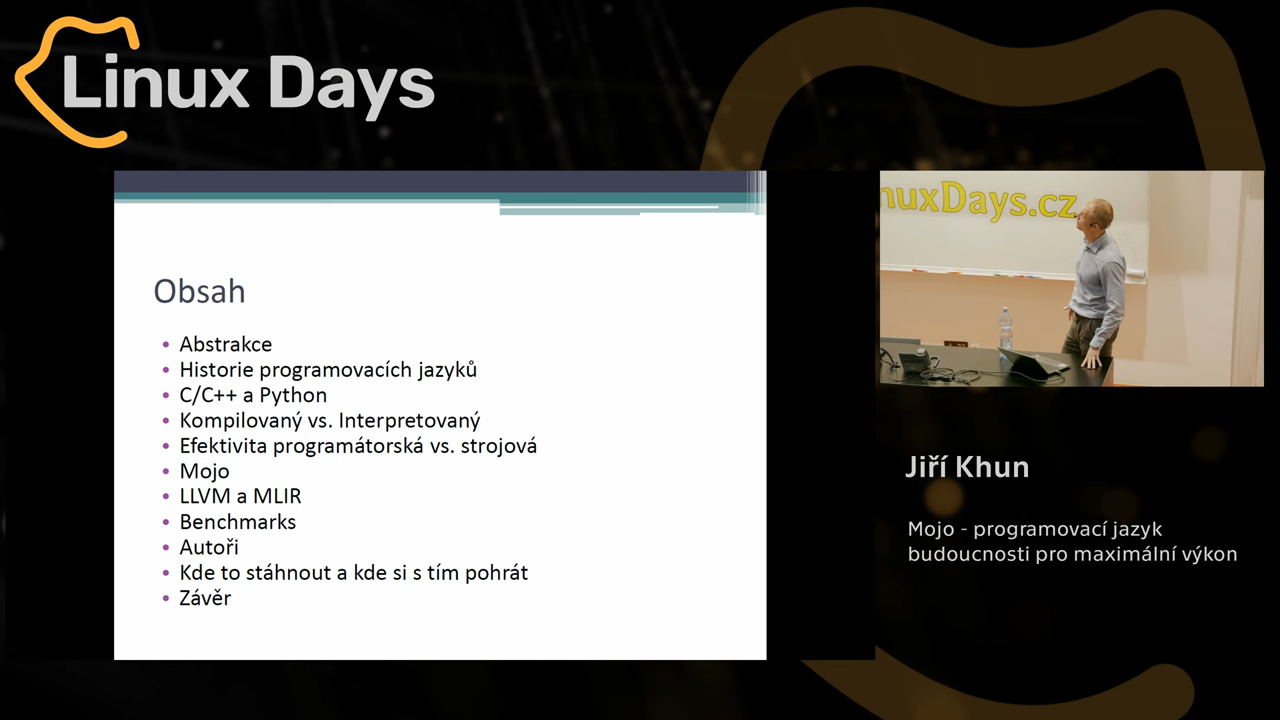 Linux Days
Obsah
Abstrakce
Historie programovacích jazyků
C/C++ a Python
Kompilovaný vs. Interpretovaný
Efektivita programátorská vs. strojová
Mojo
LLVM a MLIR
Benchmarks
Autoři
Kde to stáhnout a kde si s tím pohrát
Závěr
nuxDays.cz
Jiří Khun
Mojo - programovací jazyk
budoucnosti pro maximální výkon